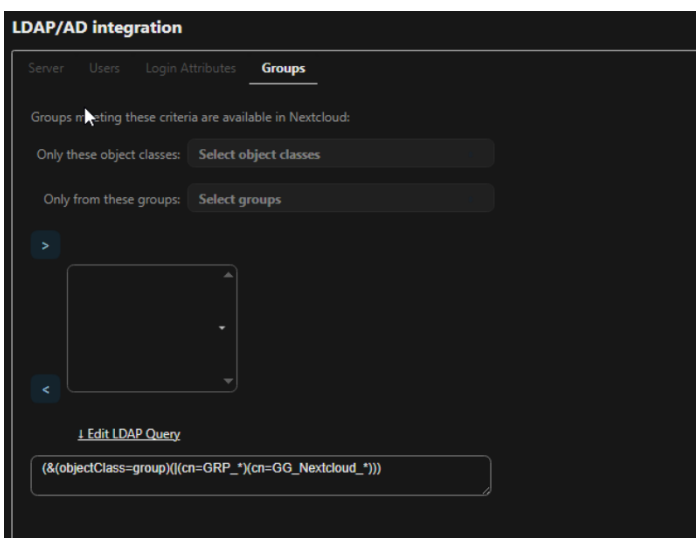 LDAP/AD integration
Server Users Login Attributes Groups
Groups meeting these criteria are available in Nextcloud:
Only these object classes: Select object classes
Only from these groups: Select groups
>
<
↓ Edit LDAP Query
(&(objectClass=group)(|(cn=GRP_*)(cn=GG_Nextcloud_*)))